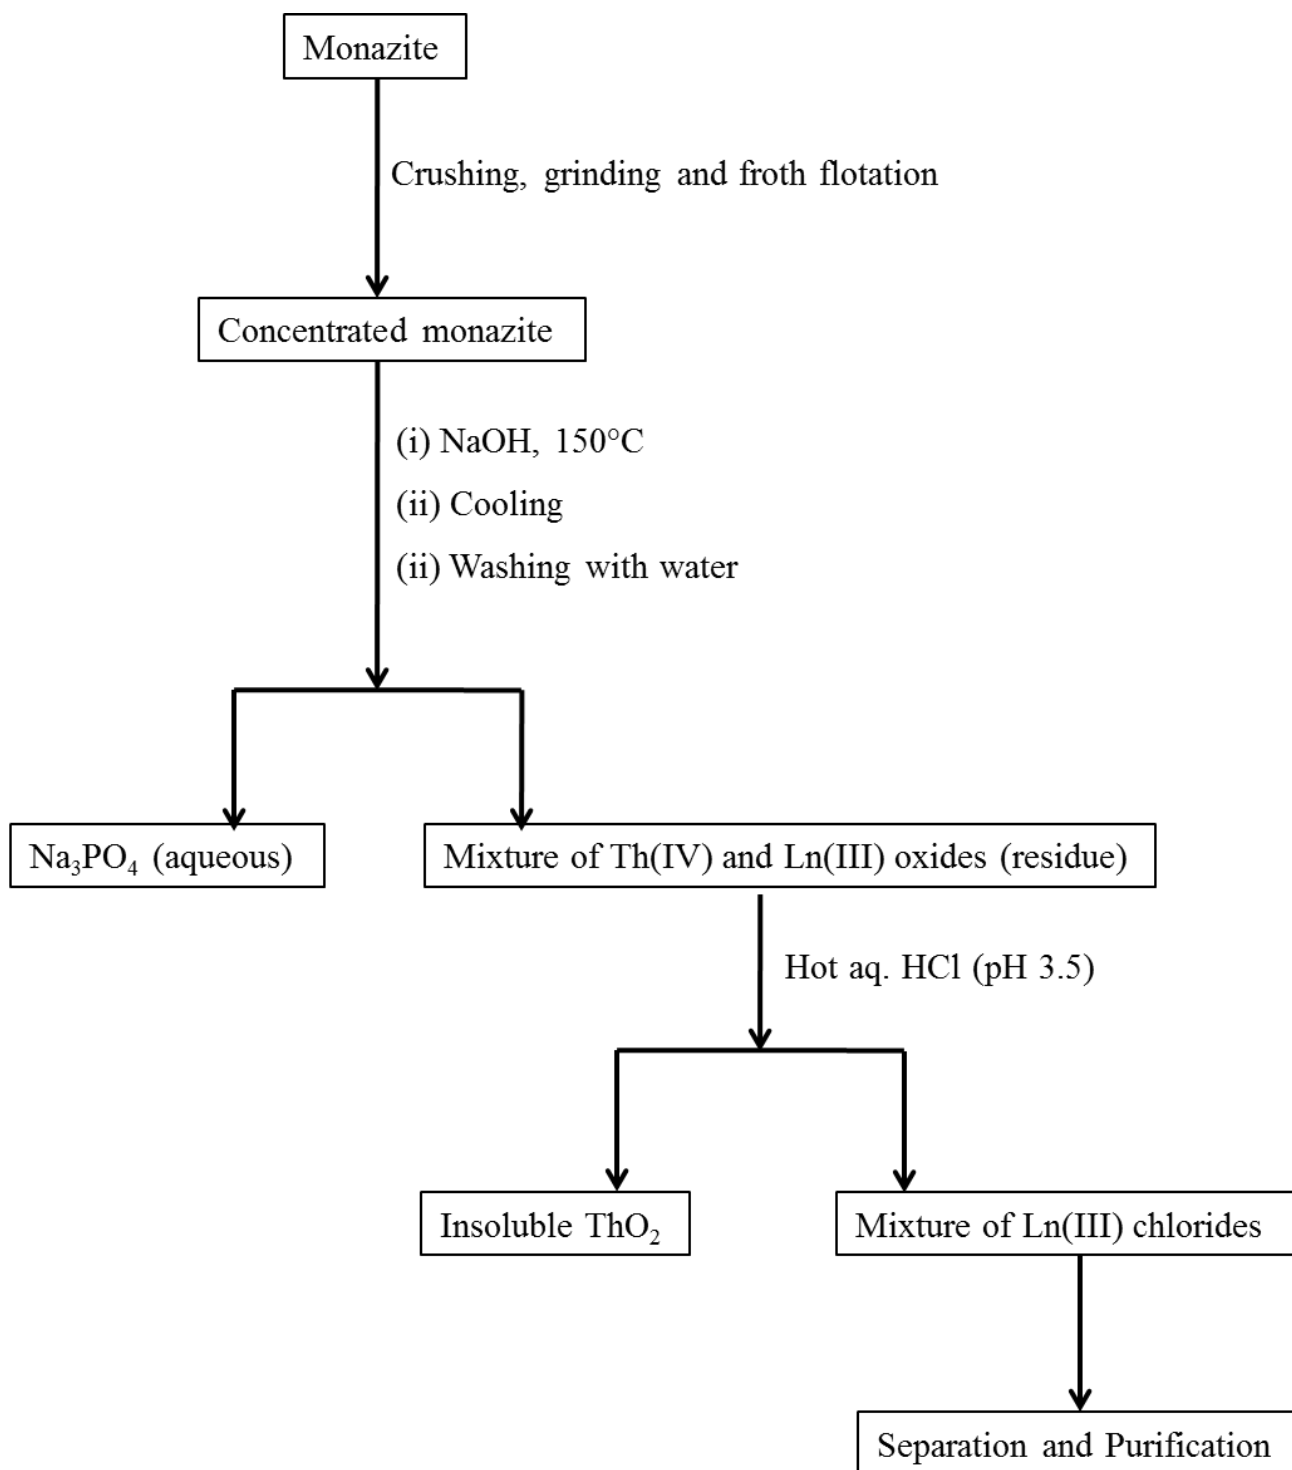 Monazite
Crushing, grinding and froth flotation
Concentrated monazite
(i) NaOH, 150°C
(ii) Cooling
(ii) Washing with water
Na₃PO₄ (aqueous)
Mixture of Th(IV) and Ln(III) oxides (residue)
Hot aq. HCl (pH 3.5)
Insoluble ThO₂
Mixture of Ln(III) chlorides
Separation and Purification